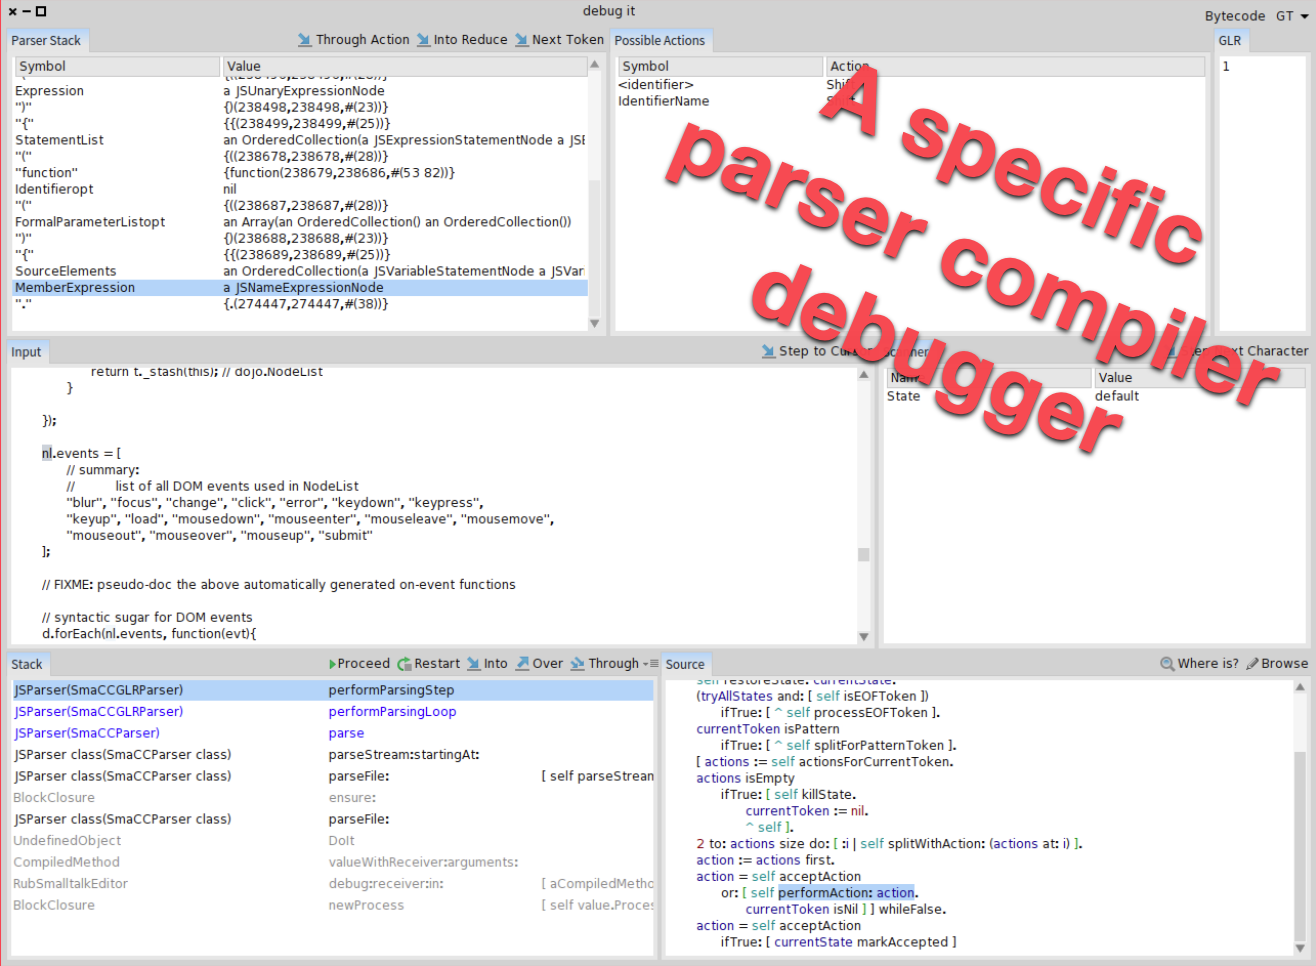 debug it
Bytecode GT
Parser Stack Through Action Into Reduce Next Token
Symbol Value
Expression a JSUnaryExpressionNode
")" {)(238498,238498,#(23))}
"{" {{(238499,238499,#(25))}
StatementList an OrderedCollection(a JSExpressionStatementNode a JSE
"(" {((238678,238678,#(28))}
"function" {function(238679,238686,#(53 82))}
Identifieropt nil
"(" {((238687,238687,#(28))}
FormalParameterListopt an Array(an OrderedCollection() an OrderedCollection())
")" {)(238688,238688,#(23))}
"{" {{(238689,238689,#(25))}
SourceElements an OrderedCollection(a JSVariableStatementNode a JSVari
MemberExpression a JSNameExpressionNode
"." {.(274447,274447,#(38))}
Possible Actions
Symbol Action
<identifier>
IdentifierName
GLR
1
A specific
parser compiler
debugger
Input Step to
return t._stash(this); // dojo.NodeList
}
});
nl.events = [
// summary:
// list of all DOM events used in NodeList
"blur", "focus", "change", "click", "error", "keydown", "keypress",
"keyup", "load", "mousedown", "mouseenter", "mouseleave", "mousemove",
"mouseout", "mouseover", "mouseup", "submit"
];
// FIXME: pseudo-doc the above automatically generated on-event functions
// syntactic sugar for DOM events
d.forEach(nl.events, function(evt){
Character
Value
State default
Stack Proceed Restart Into Over Through
JSParser(SmaCCGLRParser) performParsingStep
JSParser(SmaCCGLRParser) performParsingLoop
JSParser(SmaCCParser) parse
JSParser class(SmaCCParser class) parseStream:startingAt:
JSParser class(SmaCCParser class) parseFile: [ self parseStream
BlockClosure ensure:
JSParser class(SmaCCParser class) parseFile:
UndefinedObject DoIt
CompiledMethod valueWithReceiver:arguments:
RubSmalltalkEditor debug:receiver:in: [ aCompiledMetho
BlockClosure newProcess [ self value.Proces
Source Where is? Browse
self restoreState: currentState.
(tryAllStates and: [ self isEOFToken ])
ifTrue: [ ^ self processEOFToken ].
currentToken isPattern
ifTrue: [ ^ self splitForPatternToken ].
[ actions := self actionsForCurrentToken.
actions isEmpty
ifTrue: [ self killState.
currentToken := nil.
^ self ].
2 to: actions size do: [ :i | self splitWithAction: (actions at: i) ].
action := actions first.
action = self acceptAction
or: [ self performAction: action.
currentToken isNil ] ] whileFalse.
action = self acceptAction
ifTrue: [ currentState markAccepted ]